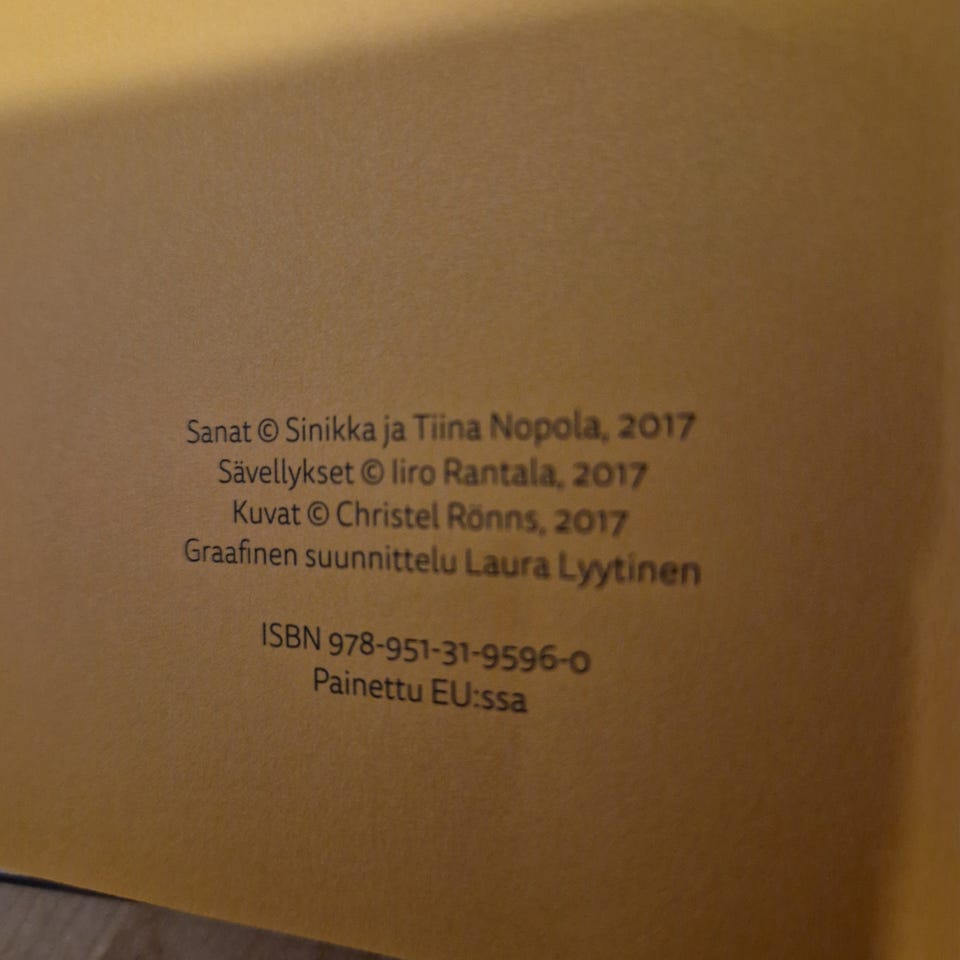 Sanat © Sinikka ja Tiina Nopola, 2017
Sävellykset © Iiro Rantala, 2017
Kuvat © Christel Rönns, 2017
Graafinen suunnittelu Laura Lyytinen
ISBN 978-951-31-9596-0
Painettu EU:ssa